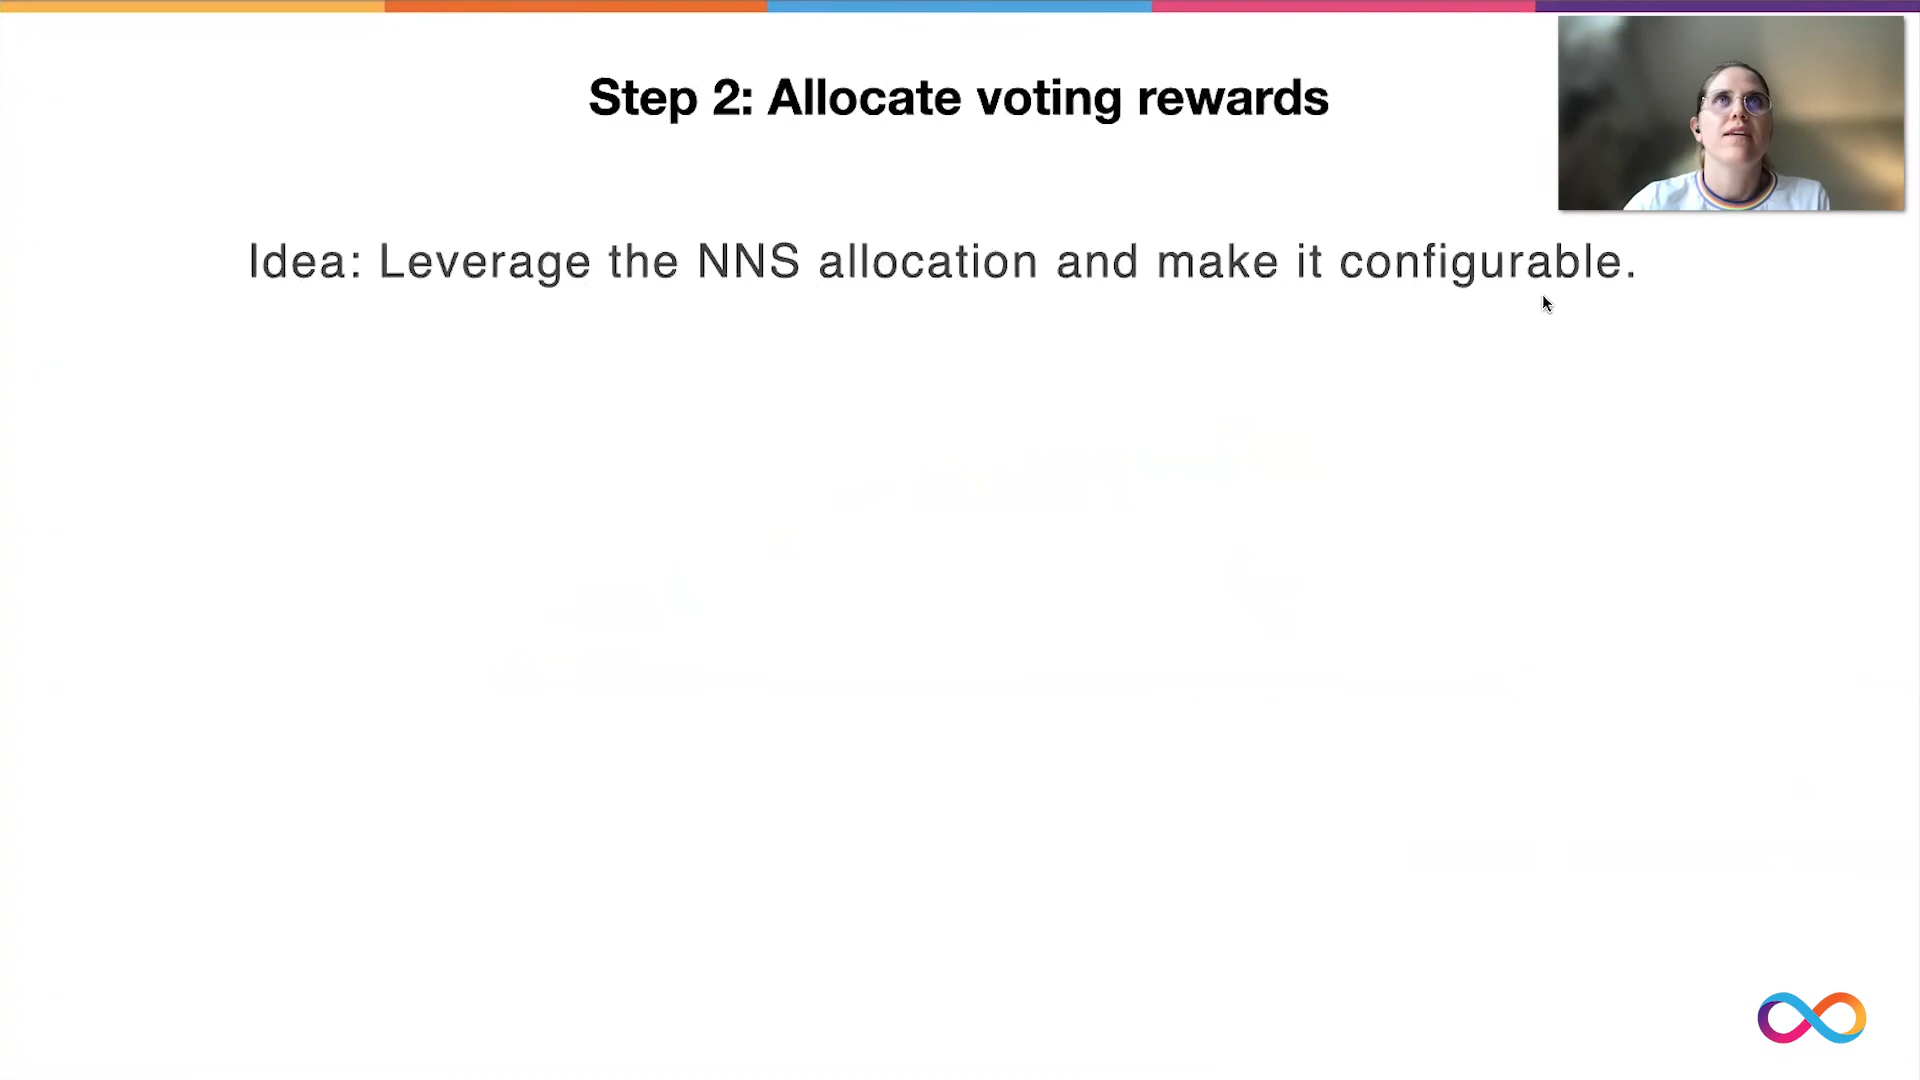 Step 2: Allocate voting rewards
Idea: Leverage the NNS allocation and make it configurable.